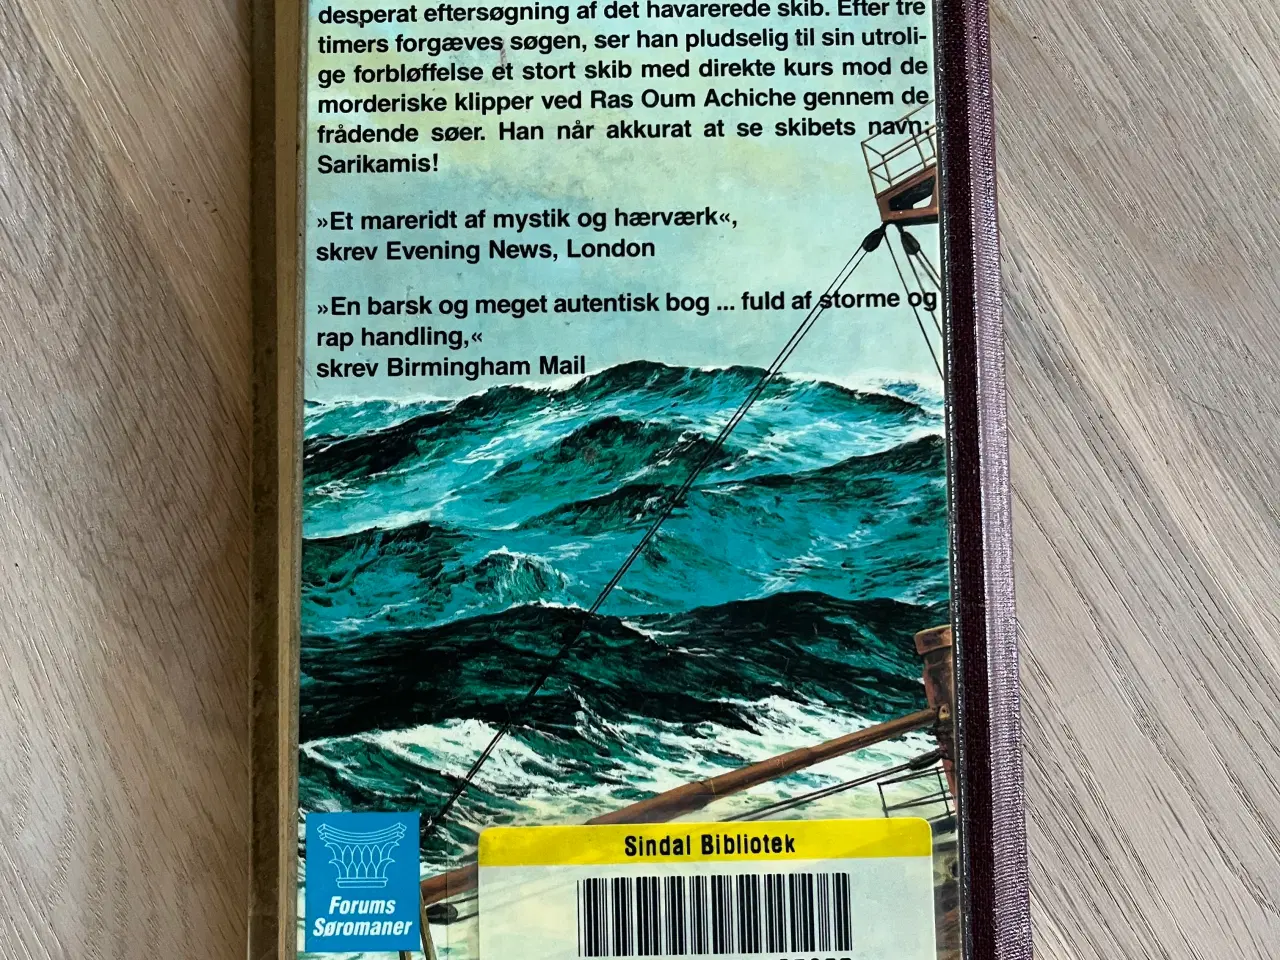 desperat eftersøgning af det havarerede skib. Efter tre
timers forgæves søgen, ser han pludselig til sin utroli-
ge forbløffelse et stort skib med direkte kurs mod de
morderiske klipper ved Ras Oum Achiche gennem de
frådende søer. Han når akkurat at se skibets navn:
Sarikamis!
»Et mareridt af mystik og hærværk«,
skrev Evening News, London
»En barsk og meget autentisk bog ... fuld af storme og
rap handling,«
skrev Birmingham Mail
Forums
Søromaner
Sindal Bibliotek